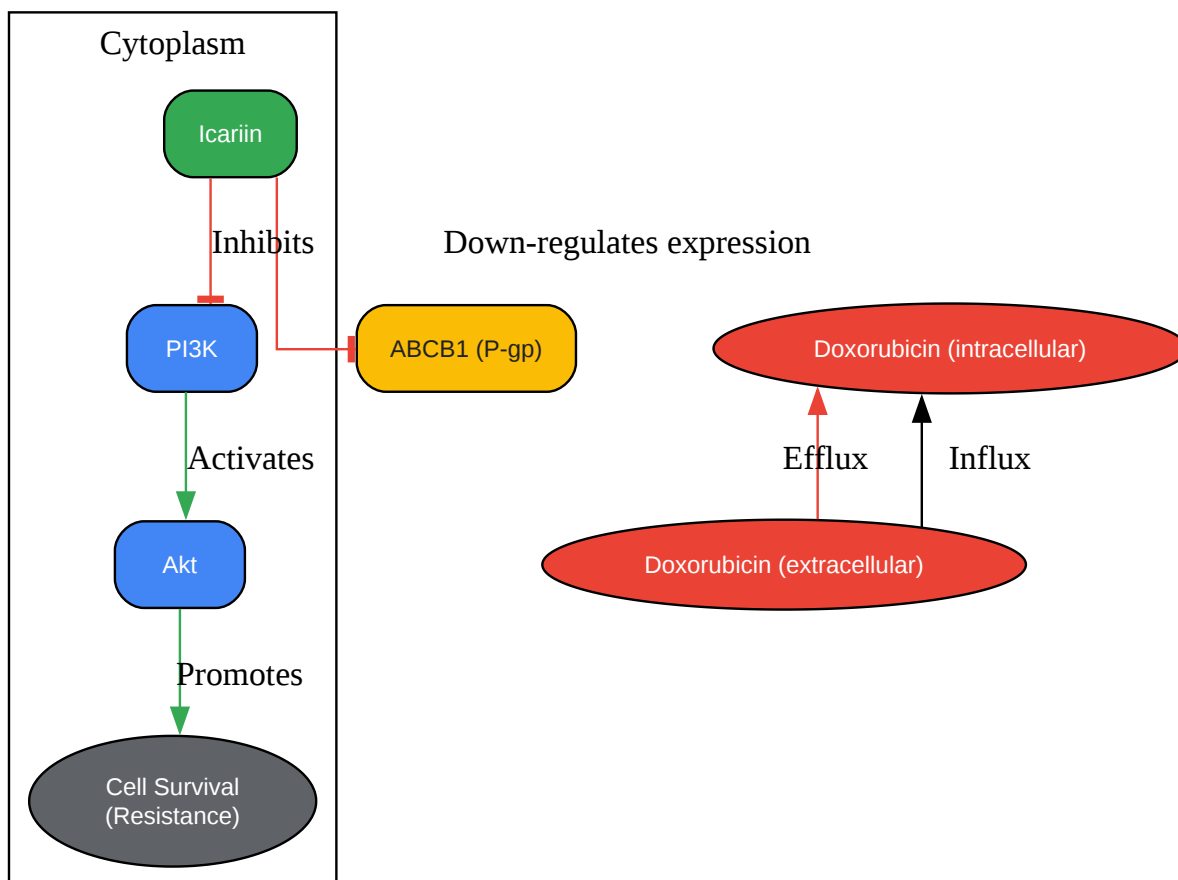 Cytoplasm
Icariin
Inhibits
Down-regulates expression
PI3K
ABCB1 (P-gp)
Doxorubicin (intracellular)
Activates
Efflux
Influx
Akt
Doxorubicin (extracellular)
Promotes
Cell Survival
(Resistance)